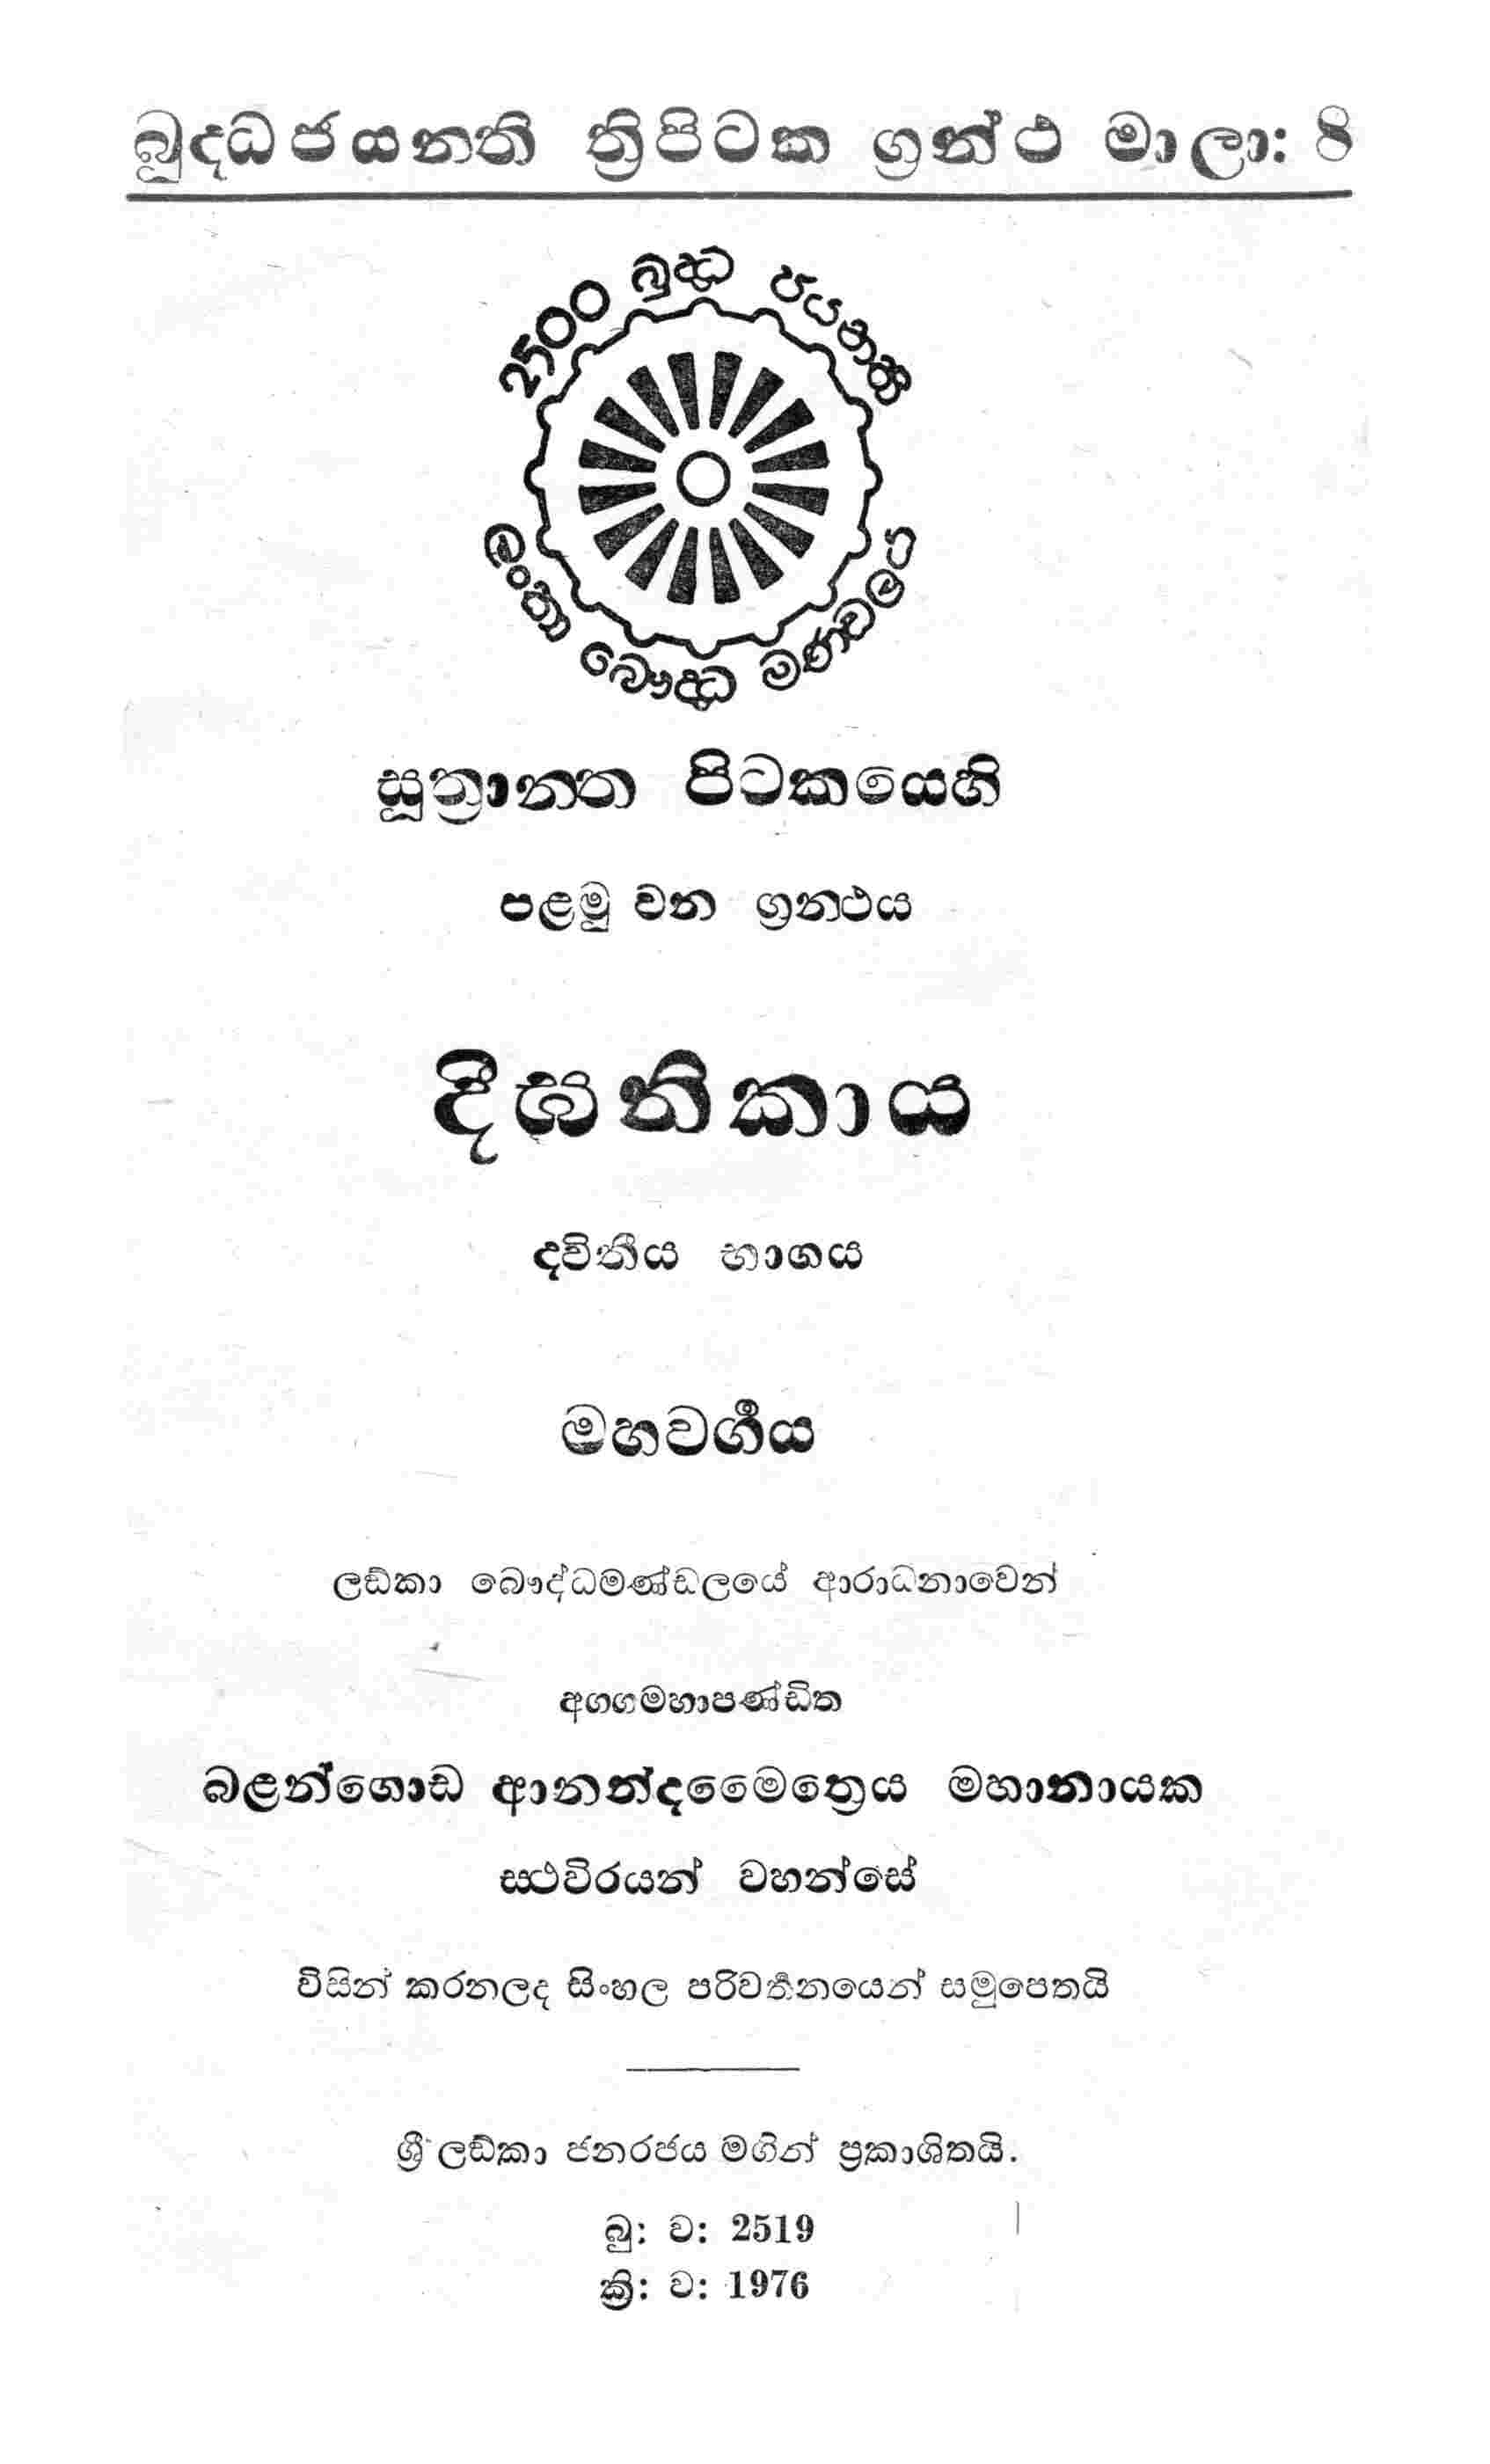 බුද්ධජයන්ති ත්‍රිපිටක ග්‍රන්ථ මාලා: 8
2500 බුද්ධ ජයන්ති
ලංකා බෞද්ධ මණ්ඩලය
සූත්‍රාන්ත පිටකයෙහි
පළමු වන ග්‍රන්ථය
දීඝනිකාය
ද්විතීය භාගය
මහවර්ගය
ලඞ්කා බෞද්ධමණ්ඩලයේ ආරාධනාවෙන්
අග්ගමහාපණ්ඩිත
බළන්ගොඩ ආනන්දමෛත්‍රෙය මහානායක
ස්ථවිරයන් වහන්සේ
විසින් කරනලද සිංහල පරිවර්තනයෙන් සමුපෙතයි
ශ්‍රී ලඞ්කා ජනරජය මගින් ප්‍රකාශිතයි.
බු: ව: 2519
ක්‍රි: ව: 1976